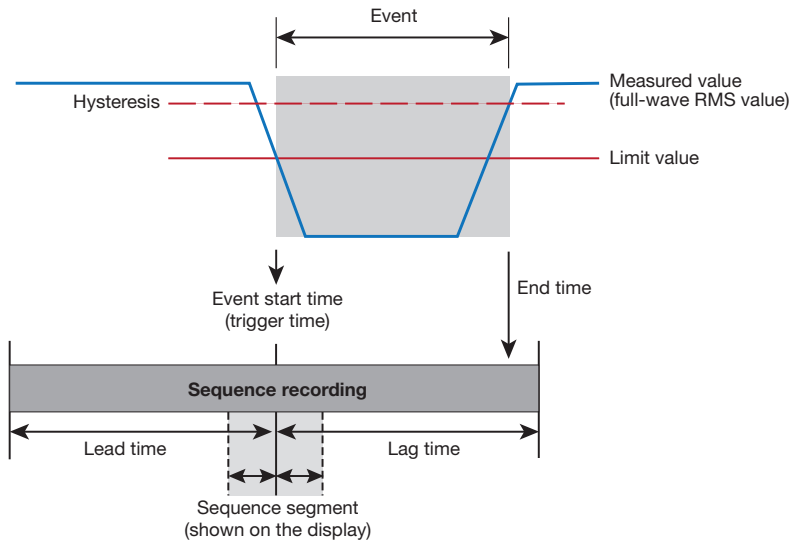 Event
Measured value
(full-wave RMS value)
Hysteresis
Limit value
Event start time
(trigger time)
End time
Sequence recording
Lead time
Lag time
Sequence segment
(shown on the display)